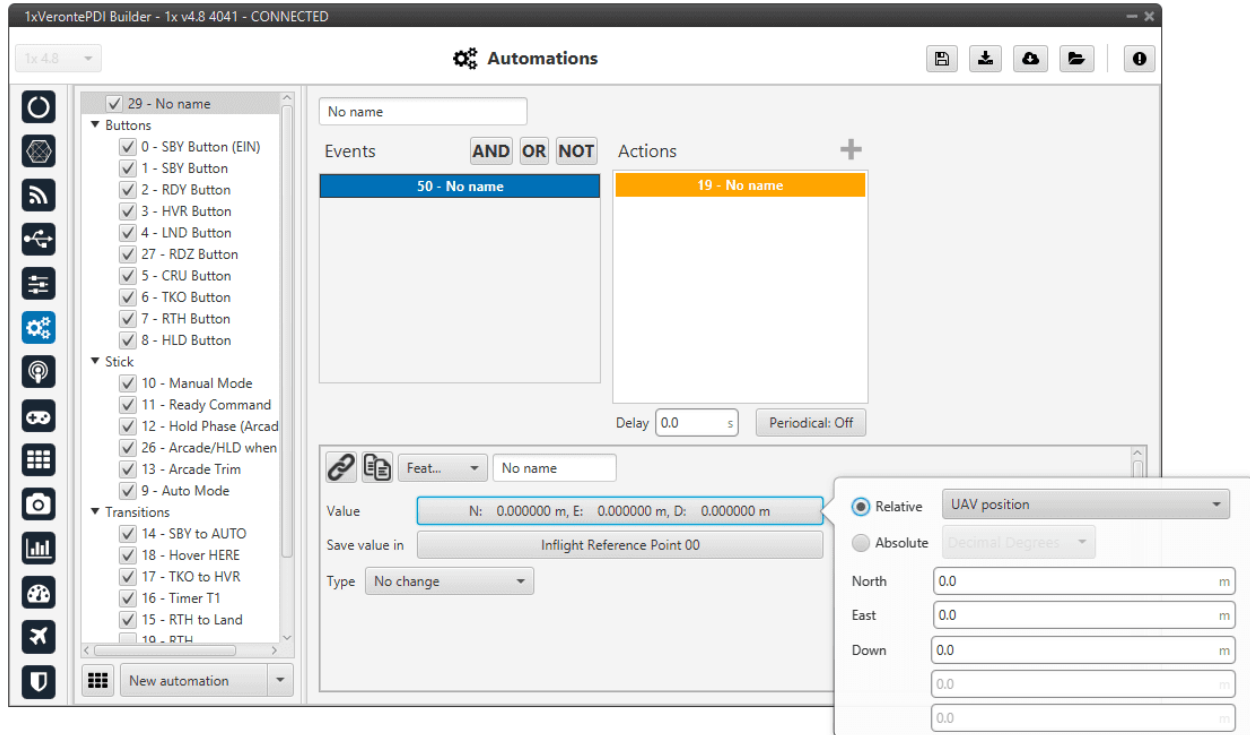 1xVerontePDI Builder - 1x v4.8 4041 - CONNECTED
1x 4.8
Automations
29 - No name
Buttons
0 - SBY Button (EIN)
1 - SBY Button
2 - RDY Button
3 - HVR Button
4 - LND Button
27 - RDZ Button
5 - CRU Button
6 - TKO Button
7 - RTH Button
8 - HLD Button
Stick
10 - Manual Mode
11 - Ready Command
12 - Hold Phase (Arcad
26 - Arcade/HLD when
13 - Arcade Trim
9 - Auto Mode
Transitions
14 - SBY to AUTO
18 - Hover HERE
17 - TKO to HVR
16 - Timer T1
15 - RTH to Land
19 - RTH
New automation
No name
Events AND OR NOT Actions
50 - No name
19 - No name
Delay 0.0 s Periodical: Off
Feat... No name
Value N: 0.000000 m, E: 0.000000 m, D: 0.000000 m
Save value in Inflight Reference Point 00
Type No change
Relative UAV position
Absolute Decimal Degrees
North 0.0 m
East 0.0 m
Down 0.0 m
0.0 m
0.0 m